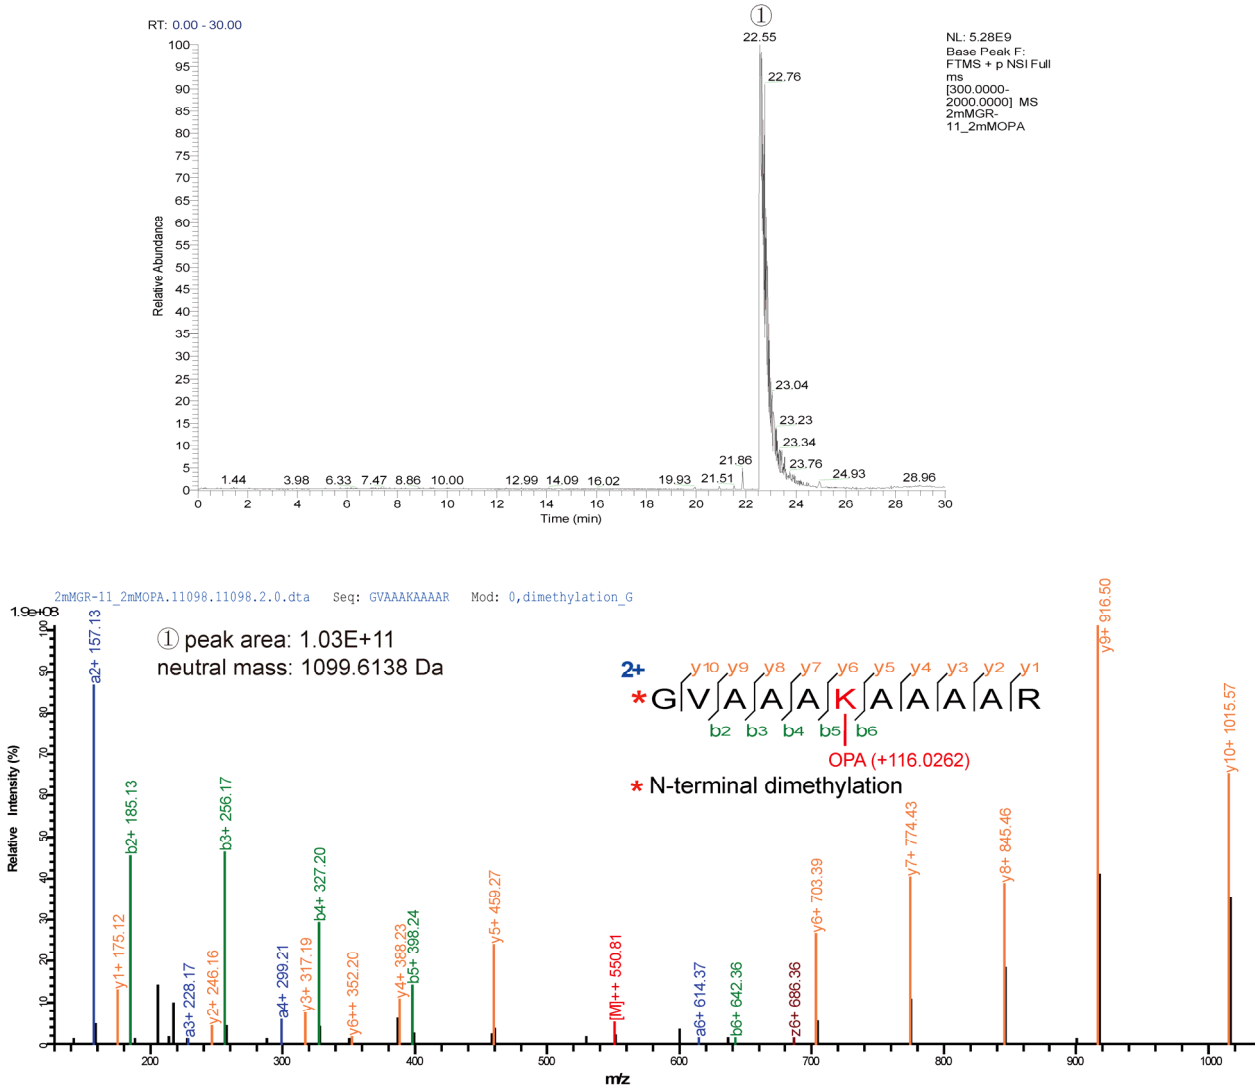 ①
RT: 0.00 - 30.00
22.55
22.76
NL: 5.28E9
Base Peak F:
FTMS + p NSI Full
ms
[300.0000-
2000.0000] MS
2mMGR-
11_2mMOPA
100
95
90
85
80
75
70
65
60
55
50
45
40
35
30
25
20
15
10
5
0
Relative Abundance
23.04
23.23
23.34
23.76
21.86
1.44 3.98 6.33 7.47 8.86 10.00 12.99 14.09 16.02 19.93 21.51 24.93 28.96
0 2 4 6 8 10 12 14 16 18 20 22 24 26 28 30
Time (min)
2mMGR-11_2mMOPA.11098.11098.2.0.dta Seq: GVAAAKAAAAR Mod: 0,dimethylation_G
1.9e+08
① peak area: 1.03E+11
neutral mass: 1099.6138 Da
2+
y10 y9 y8 y7 y6 y5 y4 y3 y2 y1
*GVAAAKAAAAR
b2 b3 b4 b5 b6
OPA (+116.0262)
* N-terminal dimethylation
100
90
80
70
60
50
40
30
20
10
0
Relative Intensity (%)
a2+ 157.13
y1+ 175.12
b2+ 185.13
a3+ 228.17
y2+ 246.16
b3+ 256.17
a4+ 299.21
y3+ 317.19
b4+ 327.20
y6++ 352.20
y4+ 388.23
b5+ 398.24
y5+ 459.27
[M]++ 550.81
a6+ 614.37
b6+ 642.36
z6+ 686.36
y6+ 703.39
y7+ 774.43
y8+ 845.46
y9+ 916.50
y10+ 1015.57
200 300 400 500 600 700 800 900 1000
m/z